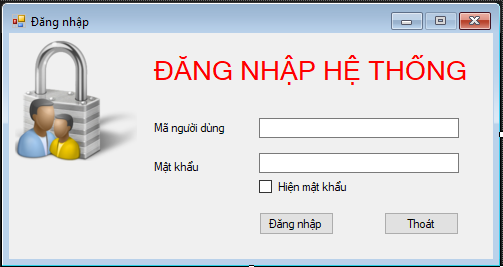 Đăng nhập
ĐĂNG NHẬP HỆ THỐNG
Mã người dùng
Mật khẩu
Hiện mật khẩu
Đăng nhập
Thoát